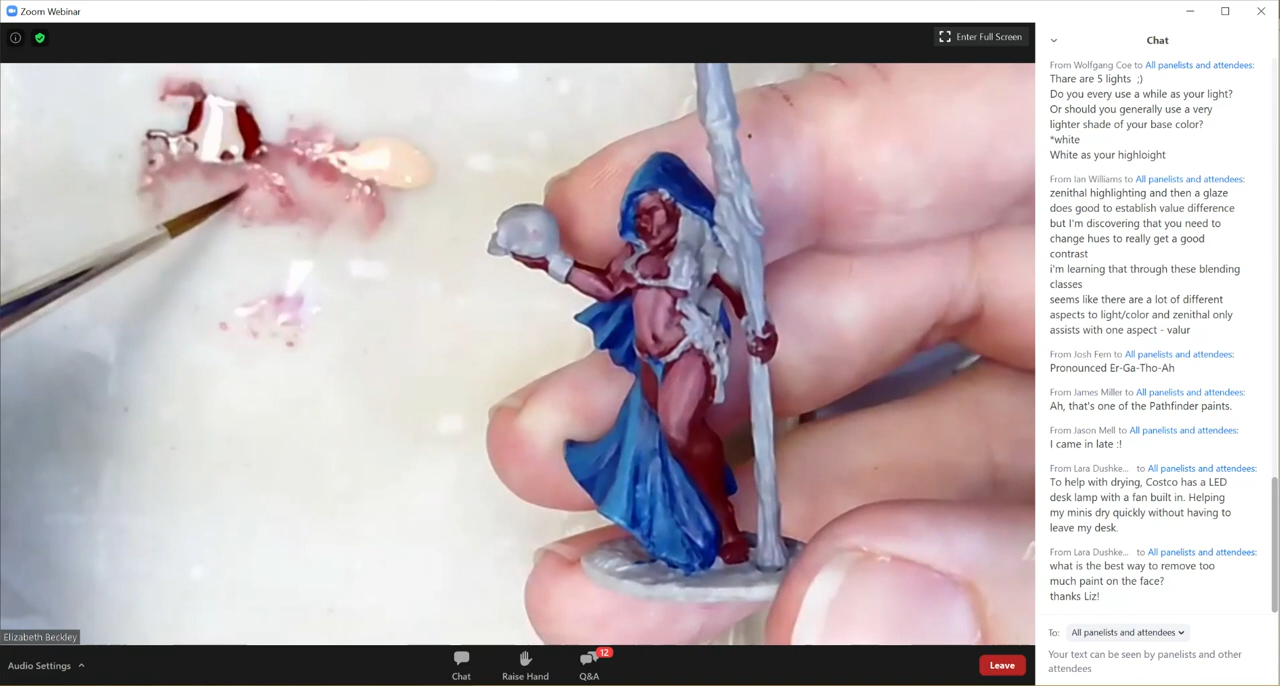 Zoom Webinar
Enter Full Screen
Chat
From Wolfgang Coe to All panelists and attendees:
Thare are 5 lights ;)
Do you every use a while as your light?
Or should you generally use a very
lighter shade of your base color?
*white
White as your highloight
From Ian Williams to All panelists and attendees:
zenithal highlighting and then a glaze
does good to establish value difference
but I'm discovering that you need to
change hues to really get a good
contrast
i'm learning that through these blending
classes
seems like there are a lot of different
aspects to light/color and zenithal only
assists with one aspect - valur
From Josh Fem to All panelists and attendees:
Pronounced Er-Ga-Tho-Ah
From James Miller to All panelists and attendees:
Ah, that's one of the Pathfinder paints.
From Jason Mell to All panelists and attendees:
I came in late :!
From Lara Dushke... to All panelists and attendees:
To help with drying, Costco has a LED
desk lamp with a fan built in. Helping
my minis dry quickly without having to
leave my desk.
From Lara Dushke... to All panelists and attendees:
what is the best way to remove too
much paint on the face?
thanks Liz!
To: All panelists and attendees
Your text can be seen by panelists and other
attendees
Elizabeth Beckley
Audio Settings
Chat
Raise Hand
12
Q&A
Leave